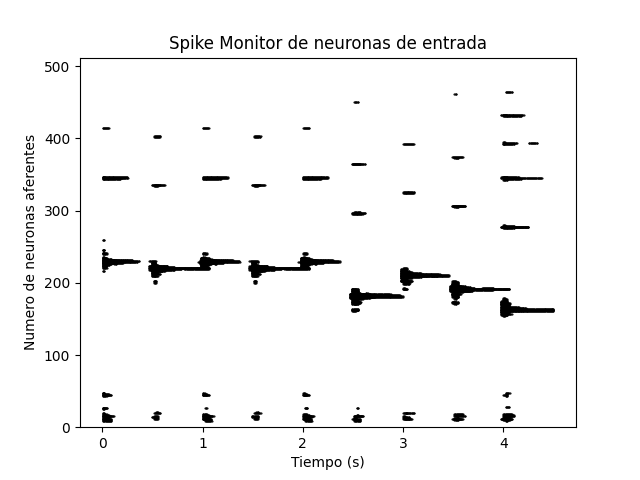 Spike Monitor de neuronas de entrada
500
400
300
200
100
0
Numero de neuronas aferentes
0 1 2 3 4
Tiempo (s)